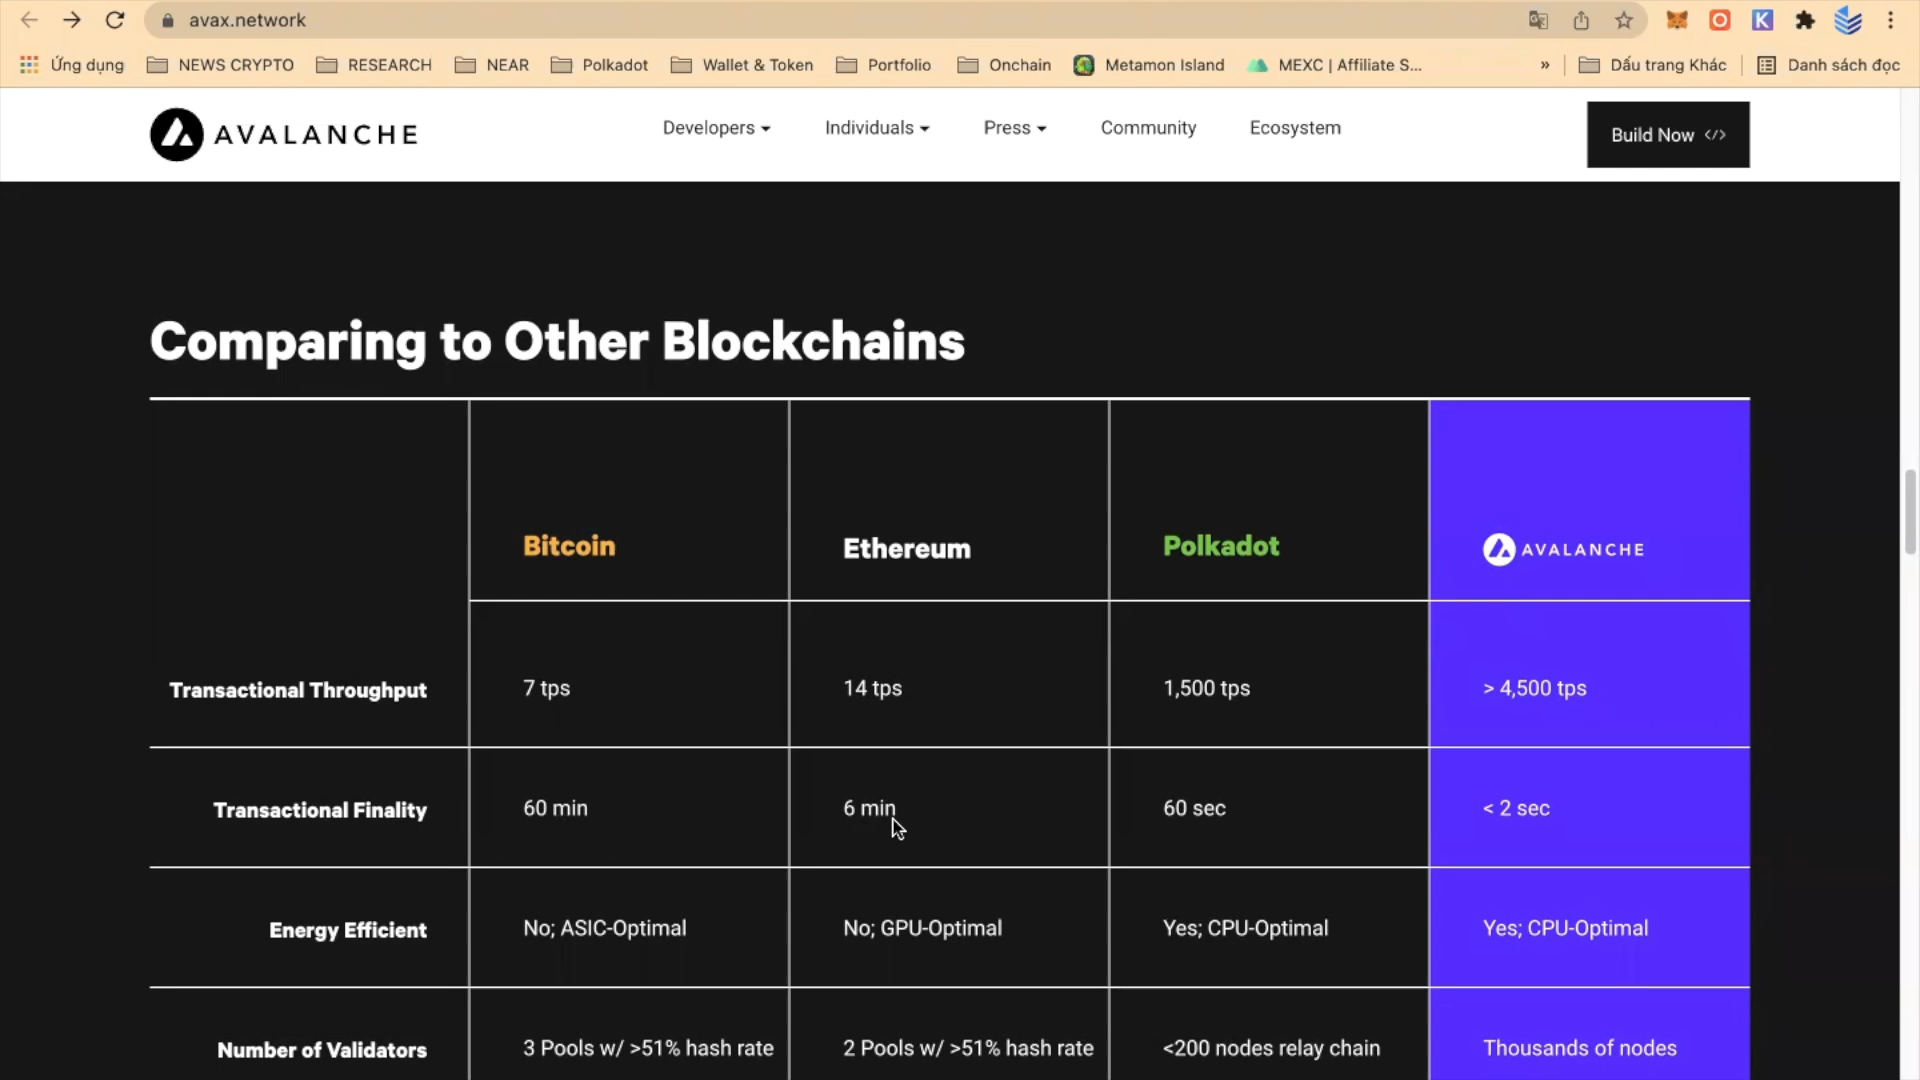 avax.network
Ứng dụng NEWS CRYPTO RESEARCH NEAR Polkadot Wallet & Token Portfolio Onchain Metamon Island MEXC | Affiliate S... » Dấu trang Khác Danh sách đọc
AVALANCHE Developers Individuals Press Community Ecosystem Build Now </>
Comparing to Other Blockchains
Bitcoin Ethereum Polkadot AVALANCHE
Transactional Throughput 7 tps 14 tps 1,500 tps > 4,500 tps
Transactional Finality 60 min 6 min 60 sec < 2 sec
Energy Efficient No; ASIC-Optimal No; GPU-Optimal Yes; CPU-Optimal Yes; CPU-Optimal
Number of Validators 3 Pools w/ >51% hash rate 2 Pools w/ >51% hash rate <200 nodes relay chain Thousands of nodes